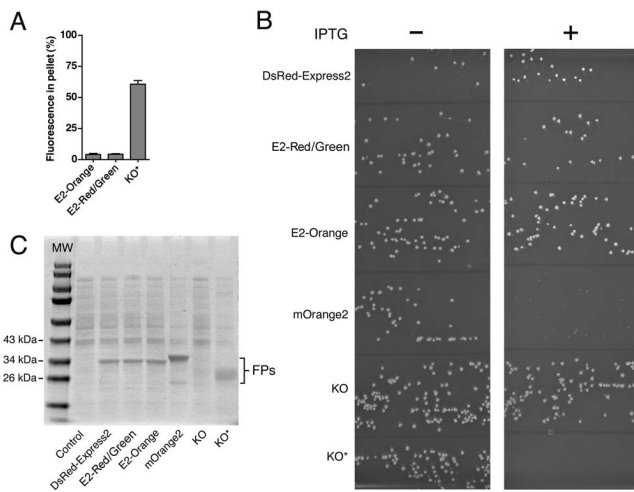 A
Fluorescence in pellet (%)
100
75
50
25
0
E2-Orange
E2-Red/Green
KO*
B
IPTG
−
+
DsRed-Express2
E2-Red/Green
E2-Orange
mOrange2
KO
KO*
C
MW
43 kDa
34 kDa
26 kDa
FPs
Control
DsRed-Express2
E2-Red/Green
E2-Orange
mOrange2
KO
KO*